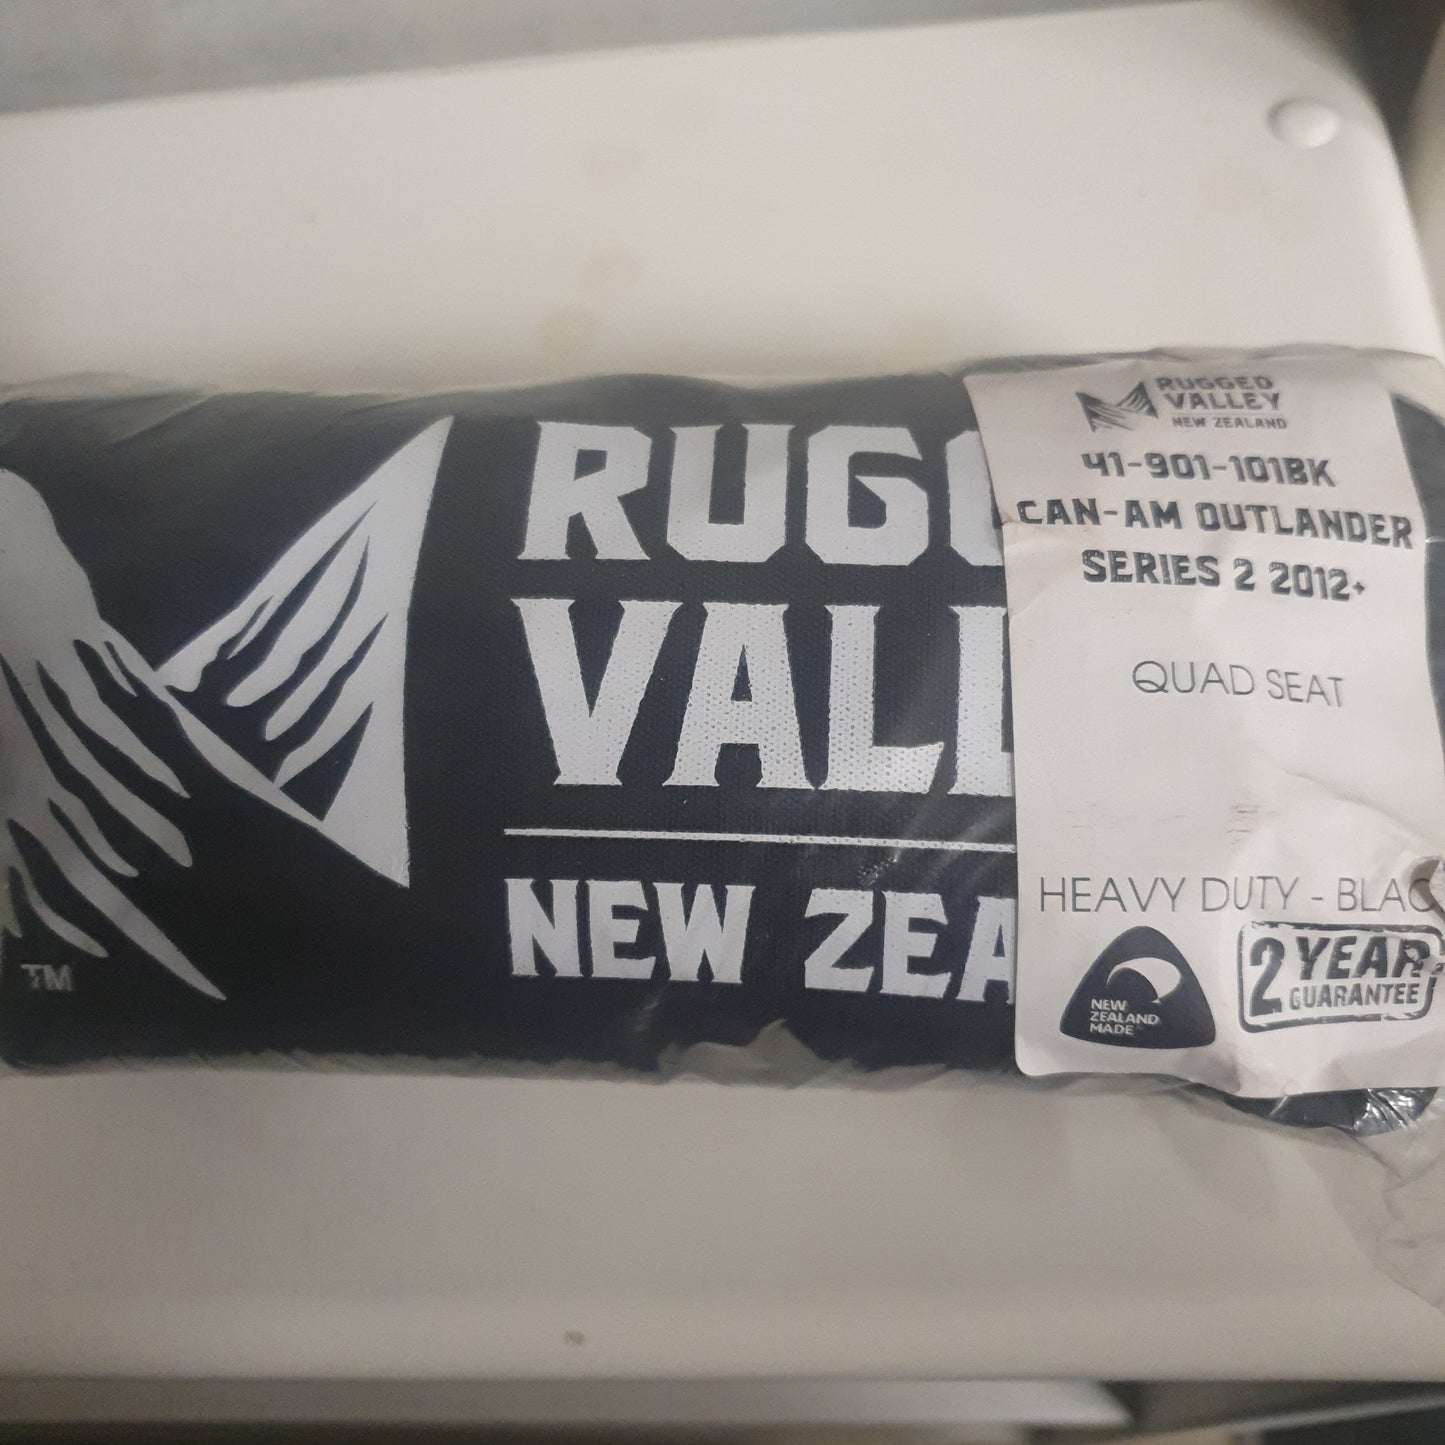 RUGG
VALL
NEW ZEA
TM
RUGGED
VALLEY
NEW ZEALAND
41-901-101BK
CAN-AM OUTLANDER
SERIES 2 2012+
QUAD SEAT
HEAVY DUTY - BLAC
NEW
ZEALAND
MADE
2 YEAR
GUARANTEE